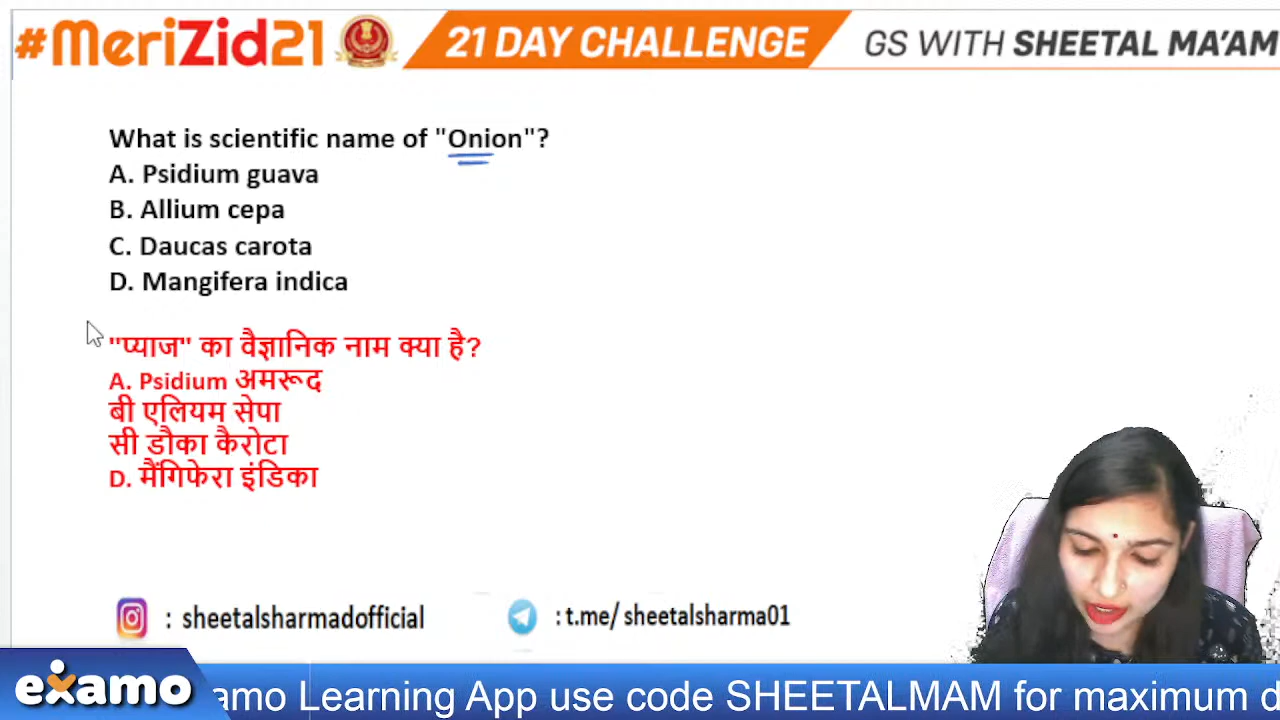 #MeriZid21
21 DAY CHALLENGE
GS WITH SHEETAL MA'AM
What is scientific name of "Onion"?
A. Psidium guava
B. Allium cepa
C. Daucas carota
D. Mangifera indica
"प्याज" का वैज्ञानिक नाम क्या है?
A. Psidium अमरूद
बी एलियम सेपा
सी डौका कैरोटा
D. मैंगिफेरा इंडिका
: sheetalsharmadofficial
: t.me/ sheetalsharma01
examo
amo Learning App use code SHEETALMAM for maximum d